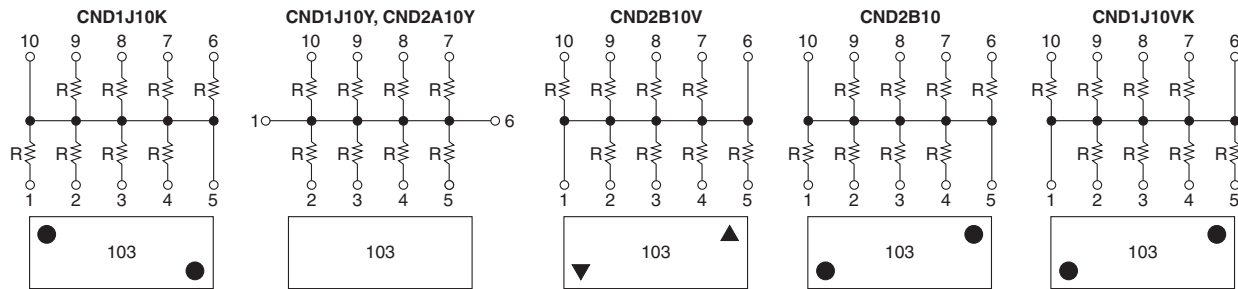 CND1J10K CND1J10Y, CND2A10Y CND2B10V CND2B10 CND1J10VK
10 9 8 7 6 10 9 8 7 10 9 8 7 6 10 9 8 7 6 10 9 8 7 6
R R R R R R R R R R R R R R R R R R R R
1 6
R R R R R R R R R R R R R R R R R R R R
1 2 3 4 5 2 3 4 5 1 2 3 4 5 1 2 3 4 5 1 2 3 4 5
103 103 103 103 103